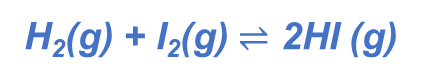 H₂(g) + I₂(g) ⇌ 2HI (g)